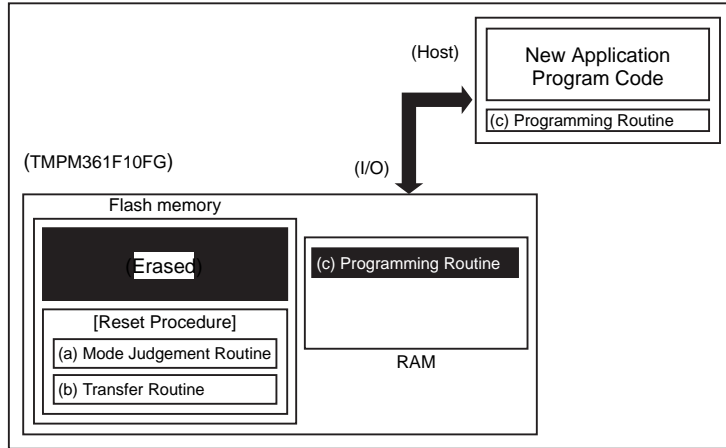 (Host)
New Application
Program Code
(c) Programming Routine
(TMPM361F10FG)
(I/O)
Flash memory
(Erased)
[Reset Procedure]
(a) Mode Judgement Routine
(b) Transfer Routine
(c) Programming Routine
RAM